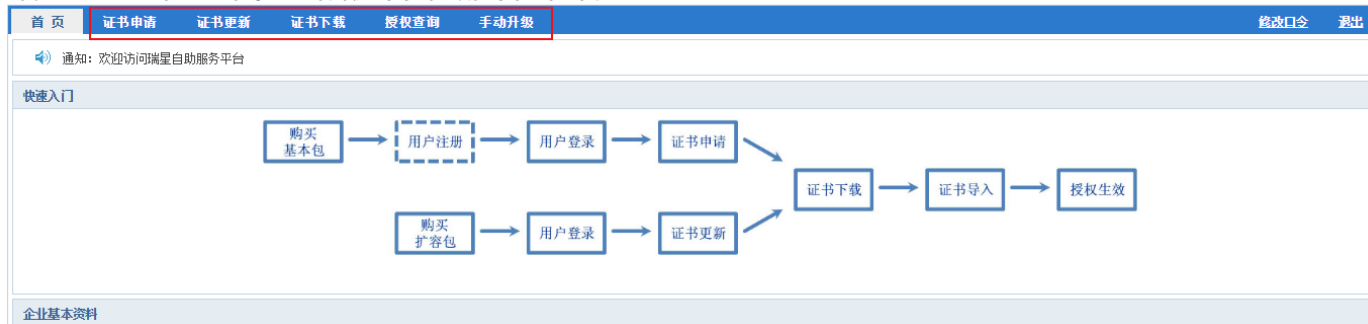 首 页 证书申请 证书更新 证书下载 授权查询 手动升级 修改口令 退出
通知：欢迎访问瑞星自助服务平台
快速入门
购买
基本包
用户注册
用户登录
证书申请
证书下载
证书导入
授权生效
购买
扩容包
用户登录
证书更新
企业基本资料